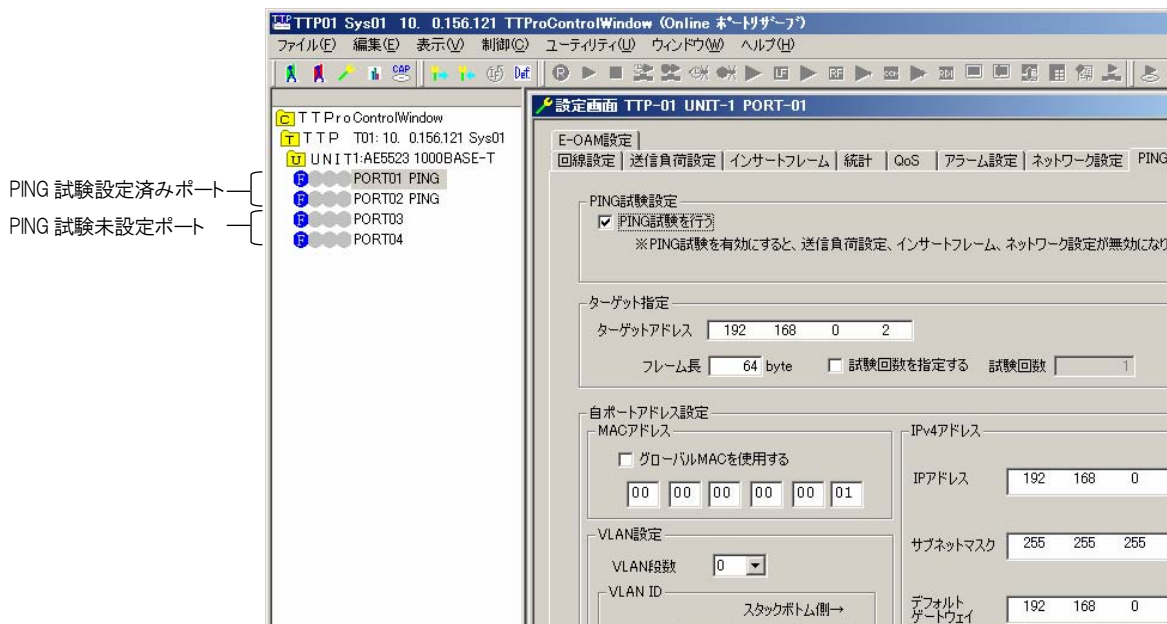 TTP01 Sys01 10. 0.156.121 TTProControlWindow (Online ポートリザーブ)
ファイル(F) 編集(E) 表示(V) 制御(C) ユーティリティ(U) ウィンドウ(W) ヘルプ(H)
CAP Def
TTProControlWindow
TTP T01: 10. 0.156.121 Sys01
UNIT1:AE5523 1000BASE-T
F PORT01 PING
F PORT02 PING
F PORT03
F PORT04
PING 試験設定済みポート
PING 試験未設定ポート
設定画面 TTP-01 UNIT-1 PORT-01
E-OAM設定
回線設定 送信負荷設定 インサートフレーム 統計 QoS アラーム設定 ネットワーク設定 PING
PING試験設定
PING試験を行う
※PING試験を有効にすると、送信負荷設定、インサートフレーム、ネットワーク設定が無効になり
ターゲット指定
ターゲットアドレス 192 168 0 2
フレーム長 64 byte 試験回数を指定する 試験回数 1
自ポートアドレス設定
MACアドレス
グローバルMACを使用する
00 00 00 00 00 01
IPv4アドレス
IPアドレス 192 168 0
サブネットマスク 255 255 255
デフォルト
ゲートウェイ 192 168 0
VLAN設定
VLAN段数 0
VLAN ID
スタックボトム側→